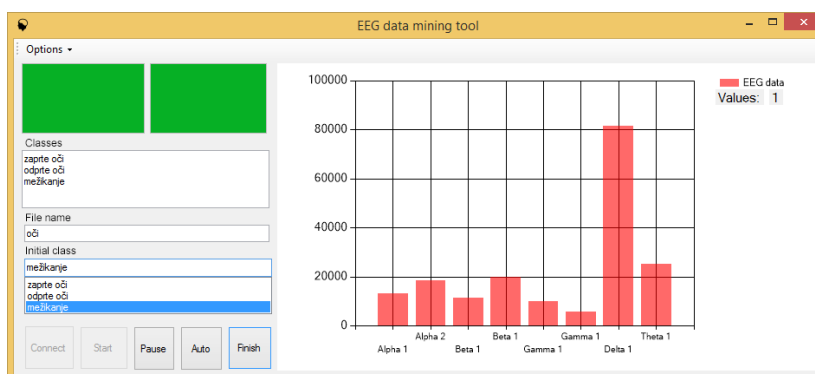 EEG data mining tool
Options
Classes
zaprte oči
odprte oči
mežikanje
File name
oči
Initial class
mežikanje
zaprte oči
odprte oči
mežikanje
Connect Start Pause Auto Finish
100000
80000
60000
40000
20000
0
Alpha 2 Beta 1 Gamma 1 Theta 1
Alpha 1 Beta 1 Gamma 1 Delta 1
EEG data
Values: 1